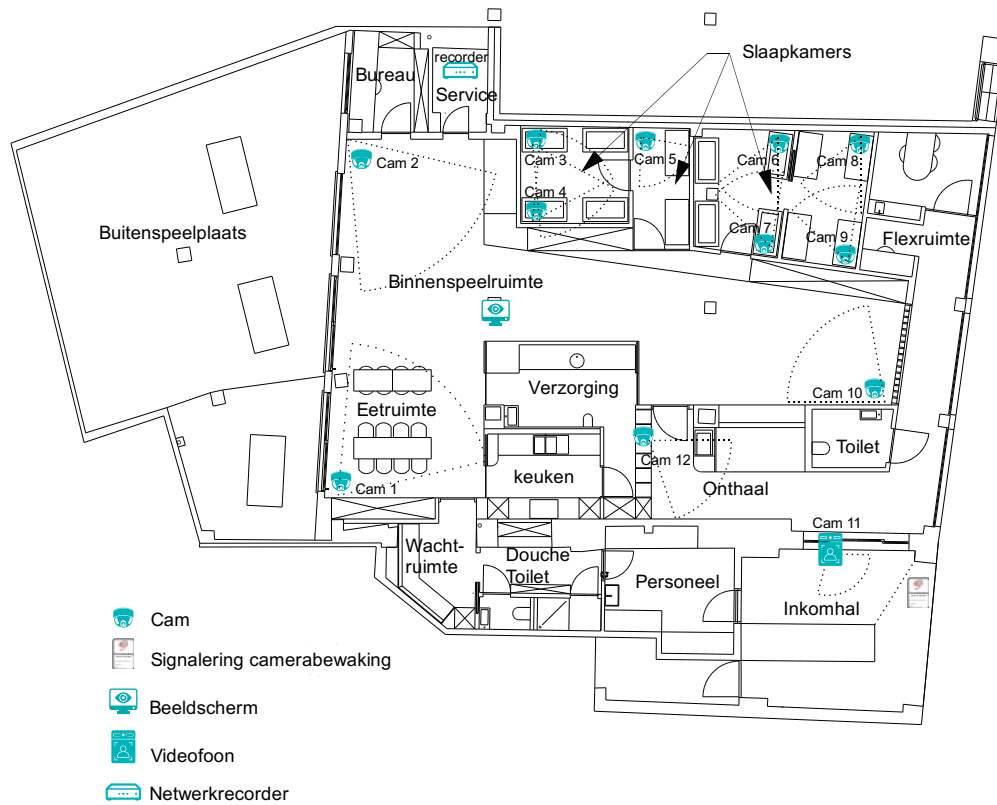 recorder
Slaapkamers
Bureau
Service
Cam 2
Cam 3
Cam 5
Cam 6
Cam 8
Cam 4
Cam 7
Cam 9
Buitenspeelplaats
Flexruimte
Binnenspeelruimte
Verzorging
Cam 10
Eetruimte
Toilet
Cam 12
keuken
Onthaal
Cam 1
Cam 11
Wacht-
ruimte
Douche
Toilet
Personeel
Inkomhal
Cam
Signalering camerabewaking
Beeldscherm
Videofoon
Netwerkrecorder